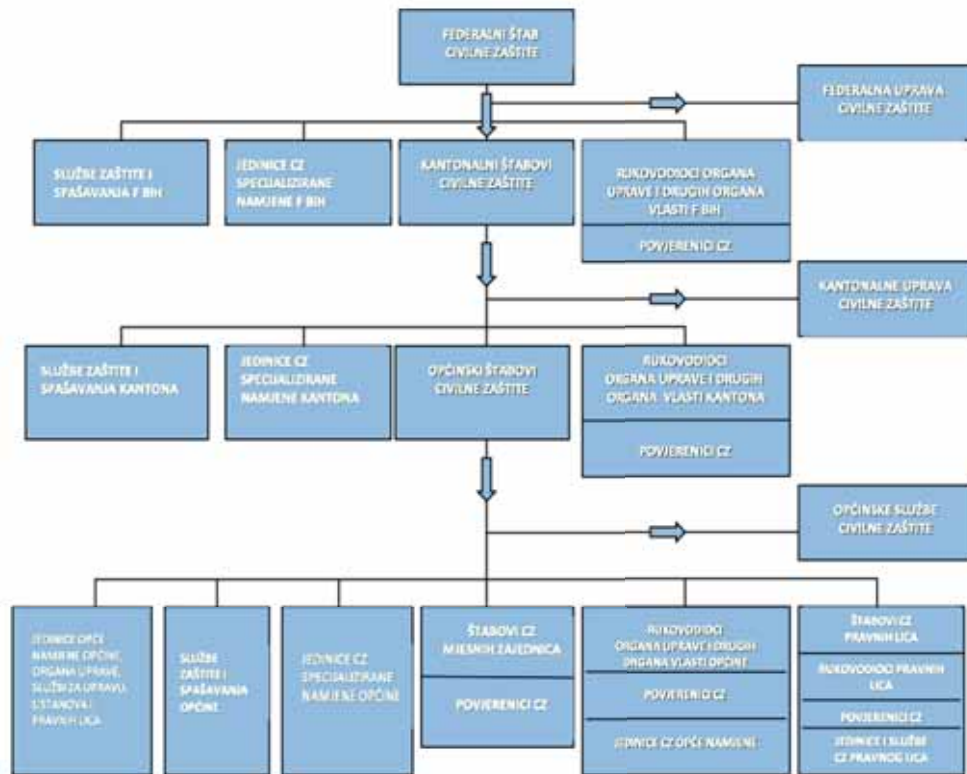 FEDERALNI ŠTAB
CIVILNE ZAŠTITE
FEDERALNA UPRAVA
CIVILNE ZAŠTITE
SLUŽBE ZAŠTITE I
SPAŠAVANJA F BIH
JEDINICE CZ
SPECIJALIZIRANE
NAMJENE F BIH
KANTONALNI ŠTABOVI
CIVILNE ZAŠTITE
RUKOVODIOCI ORGANA
UPRAVE I DRUGIH ORGANA
VLASTI F BIH
POVJERENICI CZ
KANTONALNE UPRAVA
CIVILNE ZAŠTITE
SLUŽBE ZAŠTITE I
SPAŠAVANJA KANTONA
JEDINICE CZ
SPECIJALIZIRANE
NAMJENE KANTONA
OPĆINSKI ŠTABOVI
CIVILNE ZAŠTITE
RUKOVODIOCI
ORGANA UPRAVE I DRUGIH
ORGANA VLASTI KANTONA
POVJERENICI CZ
OPĆINSKE SLUŽBE
CIVILNE ZAŠTITE
JEDINICE OPĆE
NAMJENE OPĆINE,
ORGANA UPRAVE,
SLUŽBI ZA UPRAVU,
USTANOVA I
PRAVNIH LICA
SLUŽBE
ZAŠTITE I
SPAŠAVANJA
OPĆINE
JEDINICE CZ
SPECIJALIZIRANE
NAMJENE OPĆINE
ŠTABOVI CZ
MJESNIH ZAJEDNICA
POVJERENICI CZ
RUKOVODIOCI
ORGANA UPRAVE I DRUGIH
ORGANA VLASTI OPĆINE
POVJERENICI CZ
JEDINICE CZ OPĆE NAMJENE
ŠTABOVI CZ
PRAVNIH LICA
RUKOVODIOCI PRAVNIH
LICA
POVJERENICI CZ
JEDINICE I SLUŽBE
CZ PRAVNOG LICA